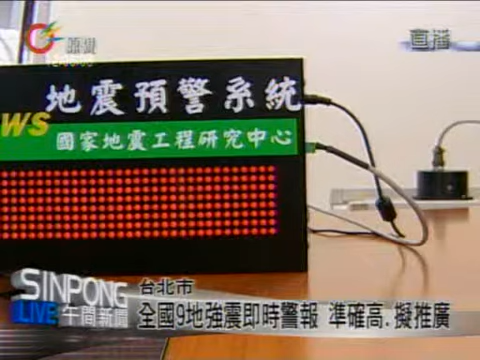 直播
地震預警系統
WS
國家地震工程研究中心
SINPONG
LIVE 午間新聞
台北市
全國9地強震即時警報 準確高.擬推廣